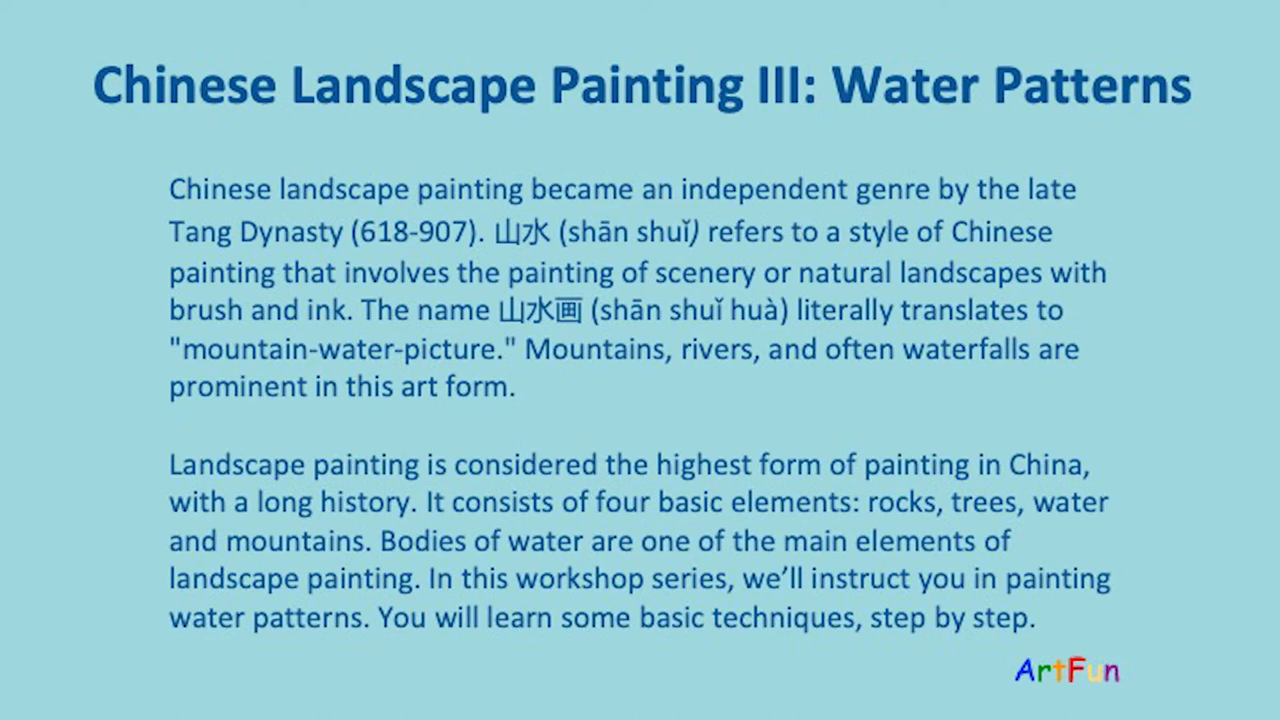 Chinese Landscape Painting III: Water Patterns
Chinese landscape painting became an independent genre by the late
Tang Dynasty (618-907). 山水 (shān shuǐ) refers to a style of Chinese
painting that involves the painting of scenery or natural landscapes with
brush and ink. The name 山水画 (shān shuǐ huà) literally translates to
"mountain-water-picture." Mountains, rivers, and often waterfalls are
prominent in this art form.
Landscape painting is considered the highest form of painting in China,
with a long history. It consists of four basic elements: rocks, trees, water
and mountains. Bodies of water are one of the main elements of
landscape painting. In this workshop series, we’ll instruct you in painting
water patterns. You will learn some basic techniques, step by step.
ArtFun